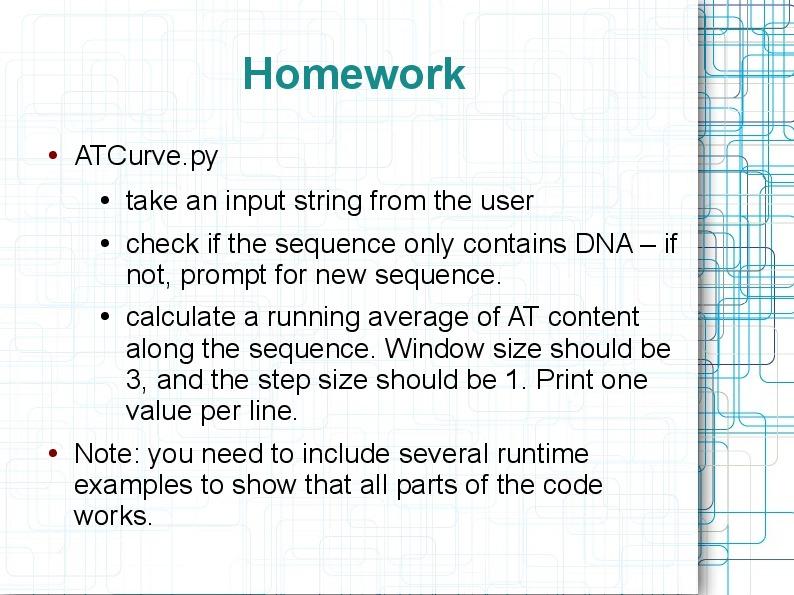 Homework
• ATCurve.py
• take an input string from the user
• check if the sequence only contains DNA – if
not, prompt for new sequence.
• calculate a running average of AT content
along the sequence. Window size should be
3, and the step size should be 1. Print one
value per line.
• Note: you need to include several runtime
examples to show that all parts of the code
works.